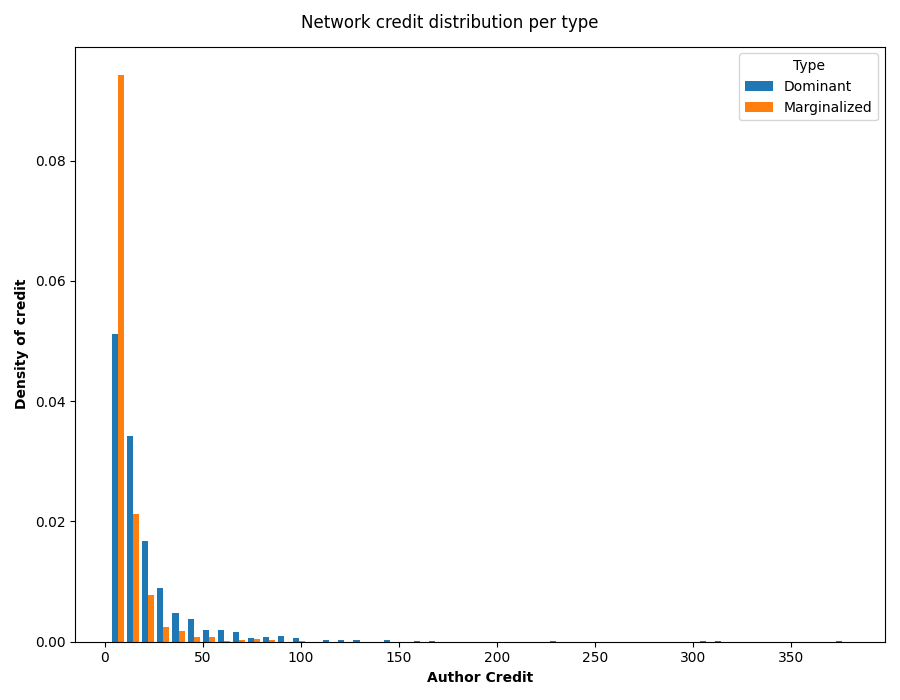 Network credit distribution per type
Type
Dominant
Marginalized
Density of credit
0.08
0.06
0.04
0.02
0.00
0 50 100 150 200 250 300 350
Author Credit